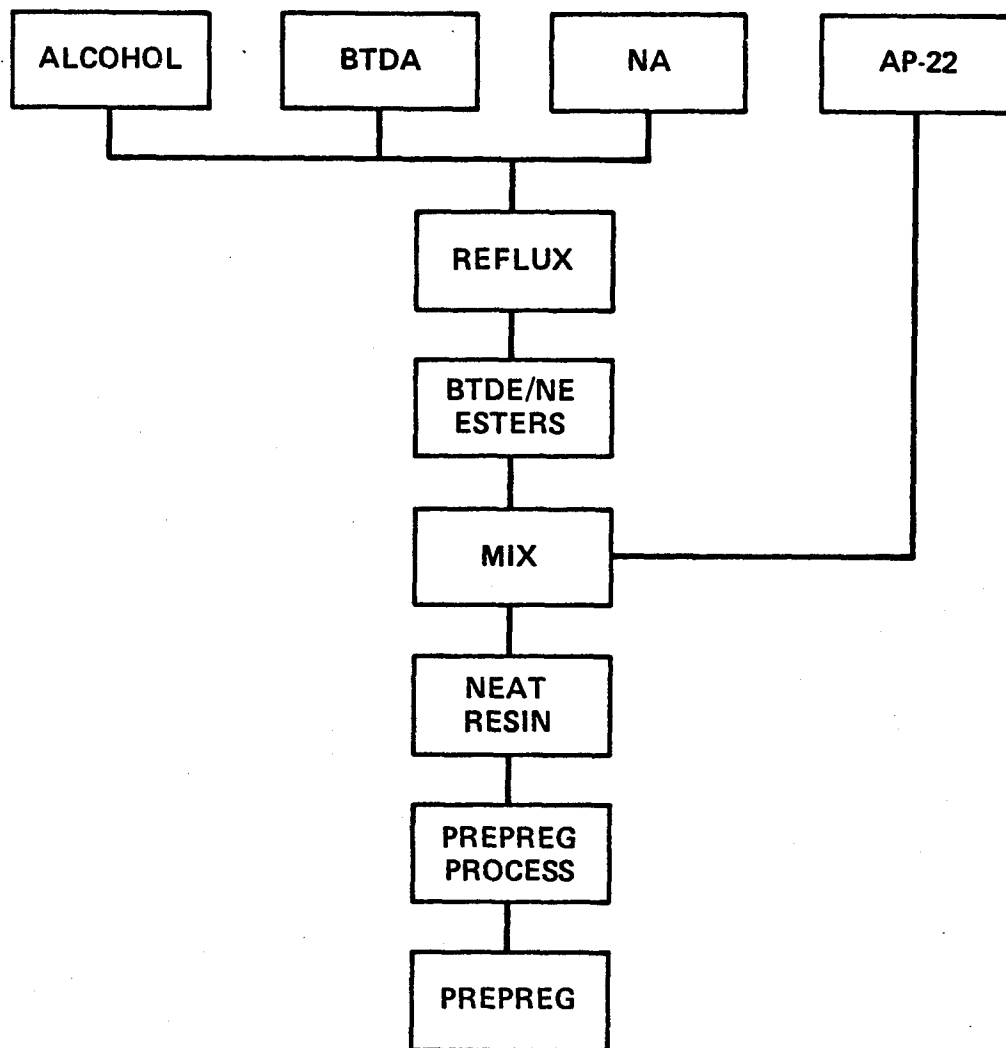 ALCOHOL
BTDA
NA
AP-22
REFLUX
BTDE/NE
ESTERS
MIX
NEAT
RESIN
PREPREG
PROCESS
PREPREG